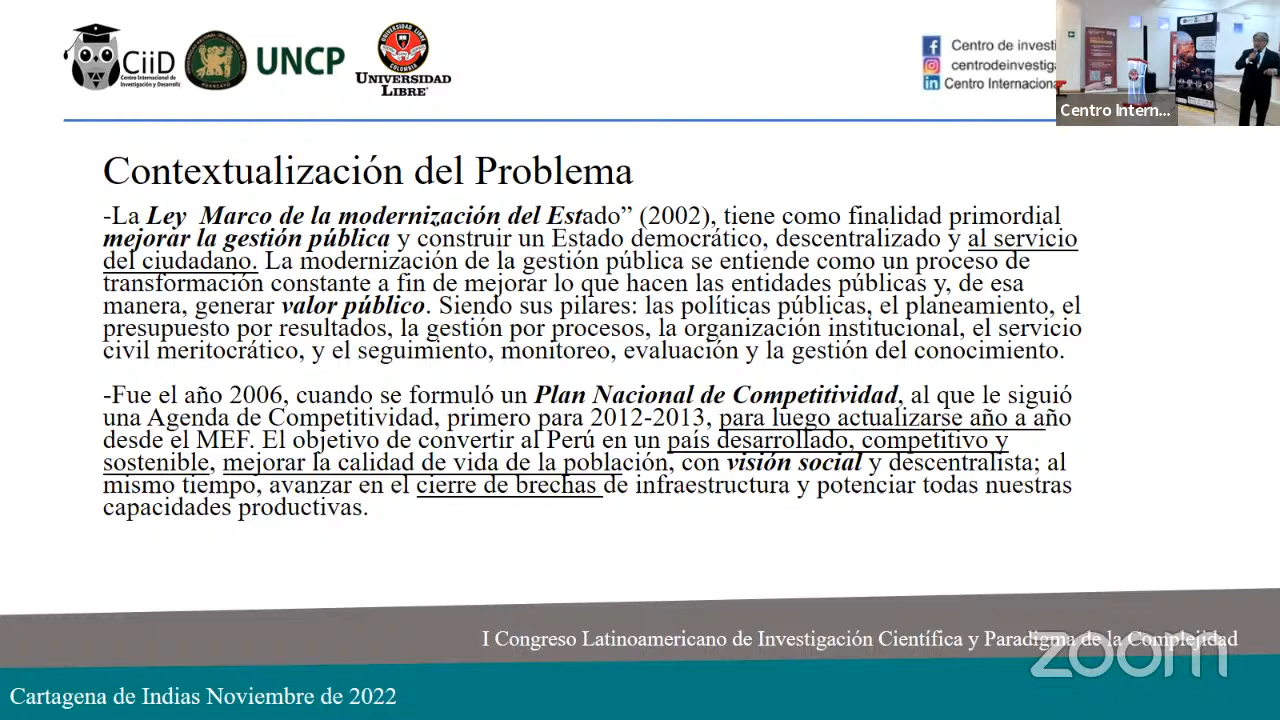 CiiD
Centro Internacional de
Investigación y Desarrollo
UNCP
UNIVERSIDAD
LIBRE
Centro de investi
centrodeinvestiga
Centro Internaciona
Centro Intern...
Contextualización del Problema
-La Ley Marco de la modernización del Estado” (2002), tiene como finalidad primordial
mejorar la gestión pública y construir un Estado democrático, descentralizado y al servicio
del ciudadano. La modernización de la gestión pública se entiende como un proceso de
transformación constante a fin de mejorar lo que hacen las entidades públicas y, de esa
manera, generar valor público. Siendo sus pilares: las políticas públicas, el planeamiento, el
presupuesto por resultados, la gestión por procesos, la organización institucional, el servicio
civil meritocrático, y el seguimiento, monitoreo, evaluación y la gestión del conocimiento.
-Fue el año 2006, cuando se formuló un Plan Nacional de Competitividad, al que le siguió
una Agenda de Competitividad, primero para 2012-2013, para luego actualizarse año a año
desde el MEF. El objetivo de convertir al Perú en un país desarrollado, competitivo y
sostenible, mejorar la calidad de vida de la población, con visión social y descentralista; al
mismo tiempo, avanzar en el cierre de brechas de infraestructura y potenciar todas nuestras
capacidades productivas.
I Congreso Latinoamericano de Investigación Científica y Paradigma de la Complejidad
zoom
Cartagena de Indias Noviembre de 2022